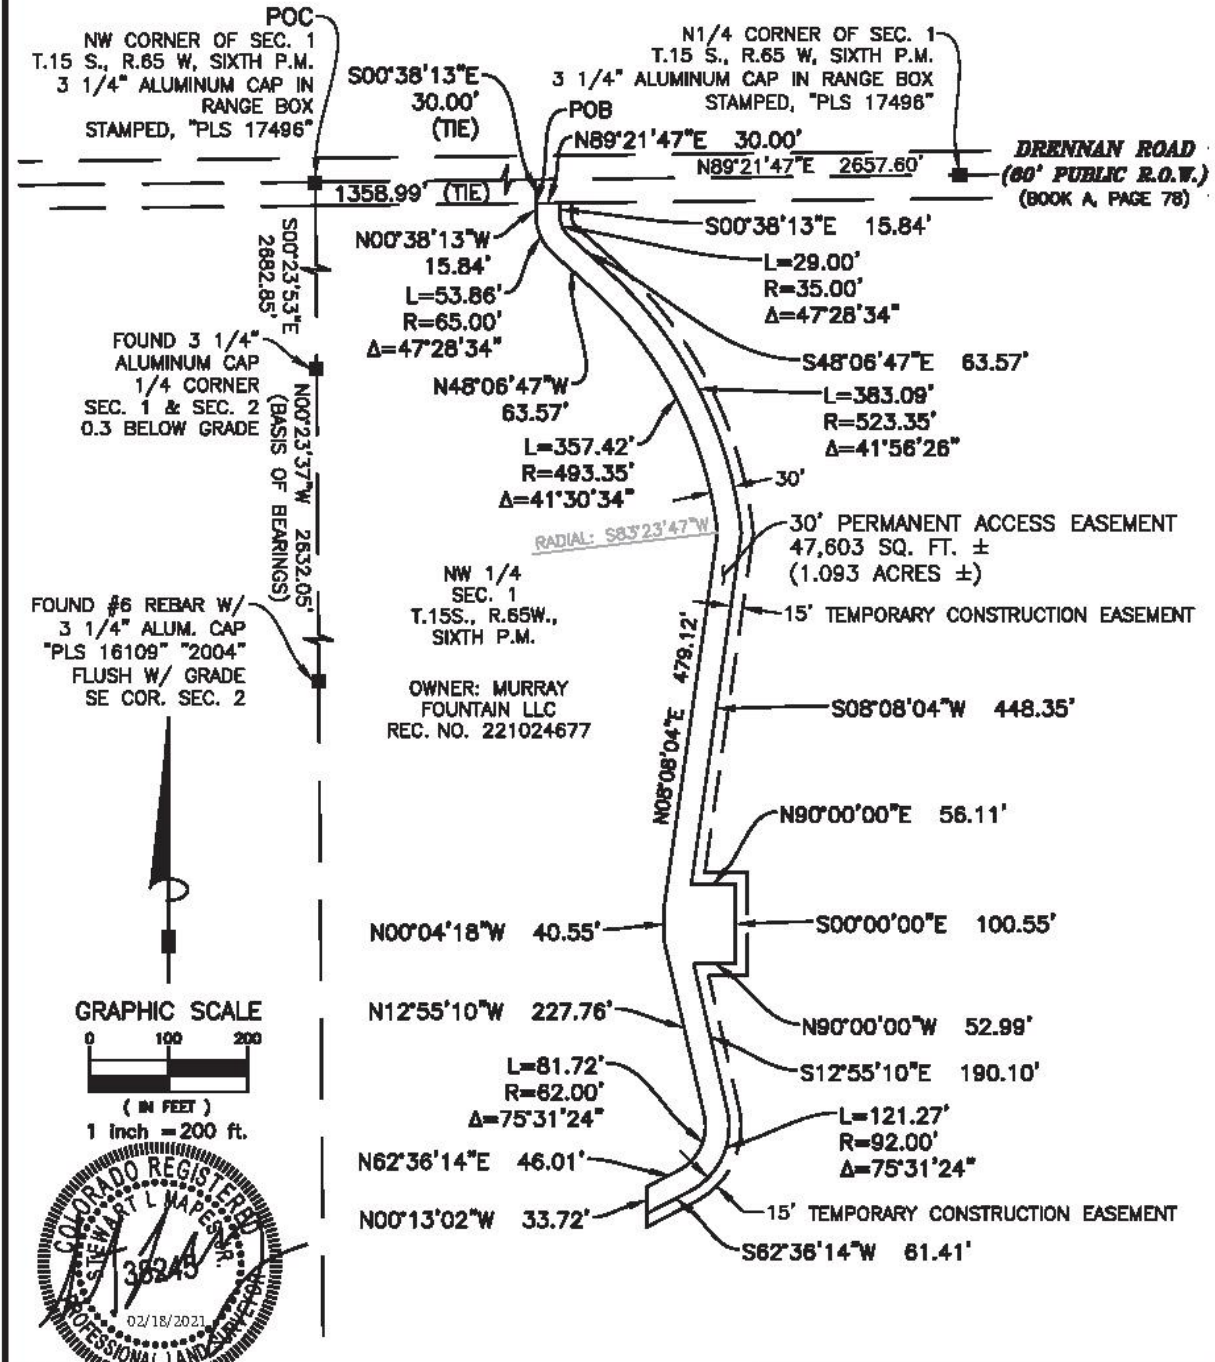 POC
NW CORNER OF SEC. 1
T.15 S., R.65 W, SIXTH P.M.
3 1/4" ALUMINUM CAP IN
RANGE BOX
STAMPED, "PLS 17496"
S00°38'13"E
30.00'
(TIE)
POB
N89°21'47"E 30.00'
N1/4 CORNER OF SEC. 1
T.15 S., R.65 W, SIXTH P.M.
3 1/4" ALUMINUM CAP IN RANGE BOX
STAMPED, "PLS 17496"
N89°21'47"E 2657.60'
DRENNAN ROAD
(60' PUBLIC R.O.W.)
(BOOK A, PAGE 78)
1358.99' (TIE)
S00°23'53"E
2682.85'
N00°38'13"W
15.84'
L=53.86'
R=65.00'
Δ=47°28'34"
N48°06'47"W
63.57'
L=357.42'
R=493.35'
Δ=41°30'34"
S00°38'13"E 15.84'
L=29.00'
R=35.00'
Δ=47°28'34"
S48°06'47"E 63.57'
L=383.09'
R=523.35'
Δ=41°56'26"
30'
FOUND 3 1/4"
ALUMINUM CAP
1/4 CORNER
SEC. 1 & SEC. 2
0.3 BELOW GRADE
N00°23'37"W 2632.05'
(BASIS OF BEARINGS)
RADIAL: S83°23'47"W
30' PERMANENT ACCESS EASEMENT
47,603 SQ. FT. ±
(1.093 ACRES ±)
15' TEMPORARY CONSTRUCTION EASEMENT
NW 1/4
SEC. 1
T.15S., R.65W.,
SIXTH P.M.
OWNER: MURRAY
FOUNTAIN LLC
REC. NO. 221024677
FOUND #6 REBAR W/
3 1/4" ALUM. CAP
"PLS 16109" "2004"
FLUSH W/ GRADE
SE COR. SEC. 2
N08°08'04"E 479.12'
S08°08'04"W 448.35'
N90°00'00"E 56.11'
N00°04'18"W 40.55'
S00°00'00"E 100.55'
N12°55'10"W 227.76'
N90°00'00"W 52.99'
S12°55'10"E 190.10'
L=81.72'
R=62.00'
Δ=75°31'24"
L=121.27'
R=92.00'
Δ=75°31'24"
N62°36'14"E 46.01'
N00°13'02"W 33.72'
15' TEMPORARY CONSTRUCTION EASEMENT
S62°36'14"W 61.41'
GRAPHIC SCALE
0 100 200
( IN FEET )
1 inch = 200 ft.
COLORADO REGISTERED
STEWART L MAPES JR.
38245
02/18/2021
PROFESSIONAL LAND SURVEYOR